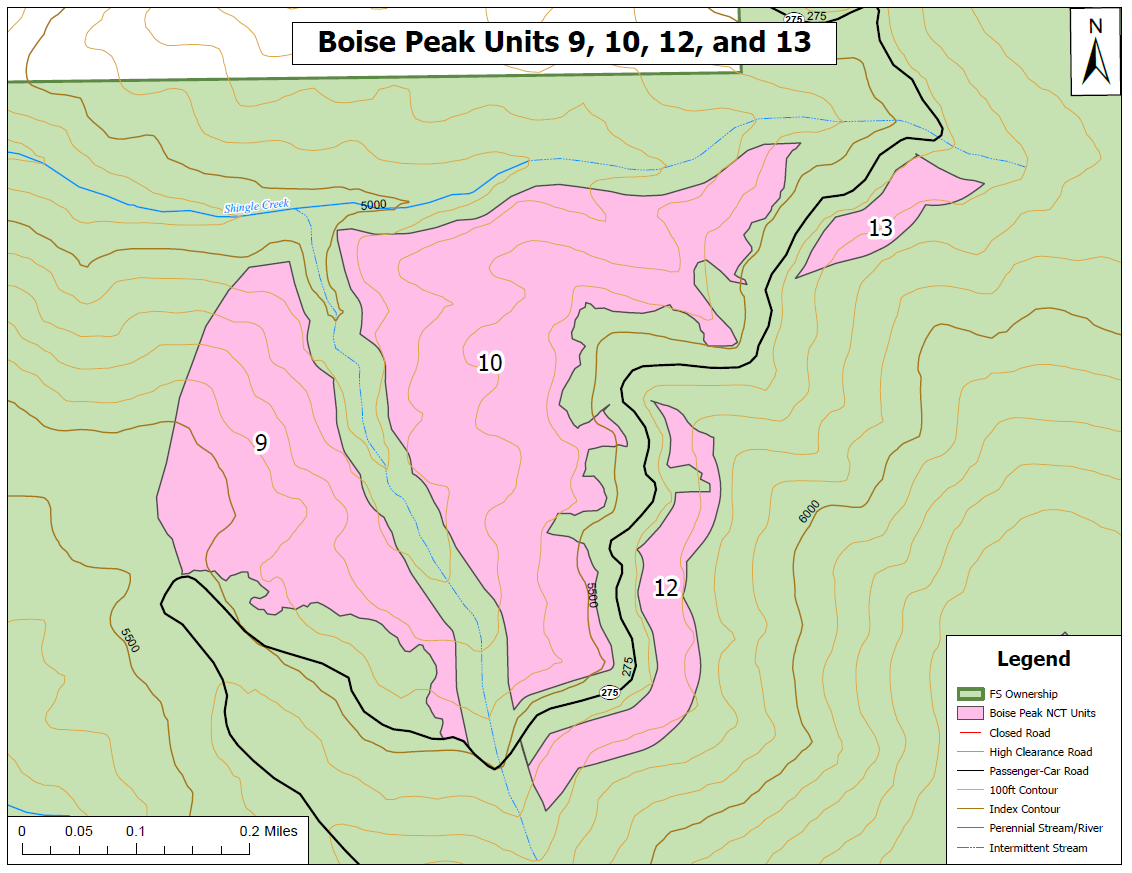 275 275
Boise Peak Units 9, 10, 12, and 13
N
Shingle Creek
5000
13
10
9
6000
12
5500
5500
275
275
Legend
FS Ownership
Boise Peak NCT Units
Closed Road
High Clearance Road
Passenger-Car Road
100ft Contour
Index Contour
Perennial Stream/River
Intermittent Stream
0 0.05 0.1 0.2 Miles